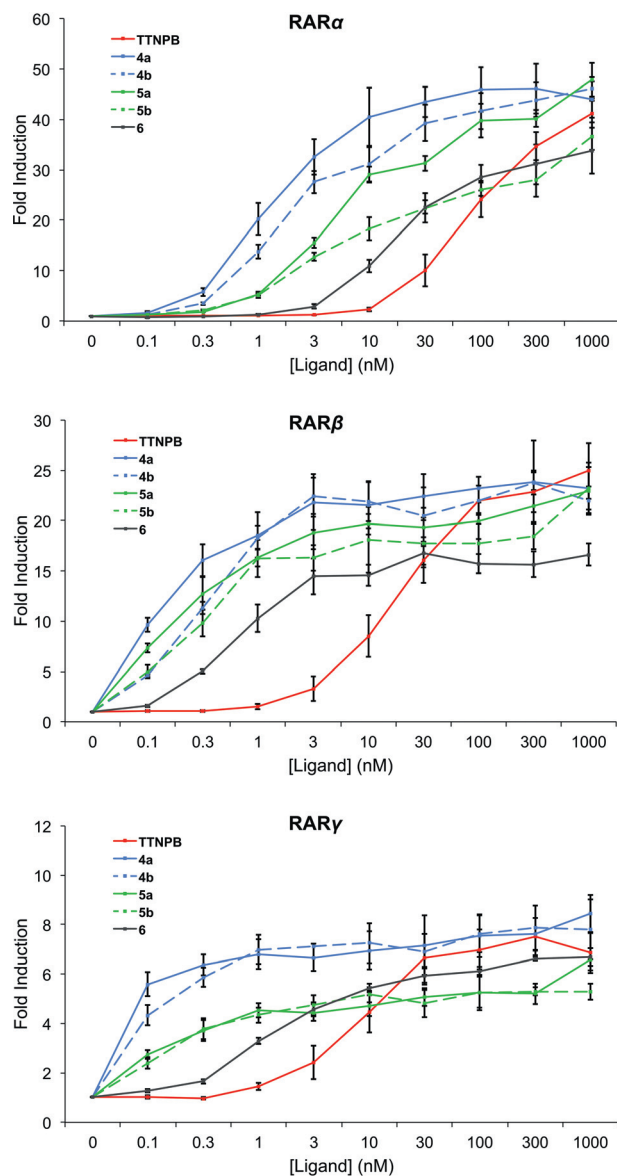 RARα
60
50
40
30
20
10
0
Fold Induction
TTNPB
4a
4b
5a
5b
6
0 0.1 0.3 1 3 10 30 100 300 1000
[Ligand] (nM)
RARβ
30
25
20
15
10
5
0
Fold Induction
TTNPB
4a
4b
5a
5b
6
0 0.1 0.3 1 3 10 30 100 300 1000
[Ligand] (nM)
RARγ
12
10
8
6
4
2
0
Fold Induction
TTNPB
4a
4b
5a
5b
6
0 0.1 0.3 1 3 10 30 100 300 1000
[Ligand] (nM)